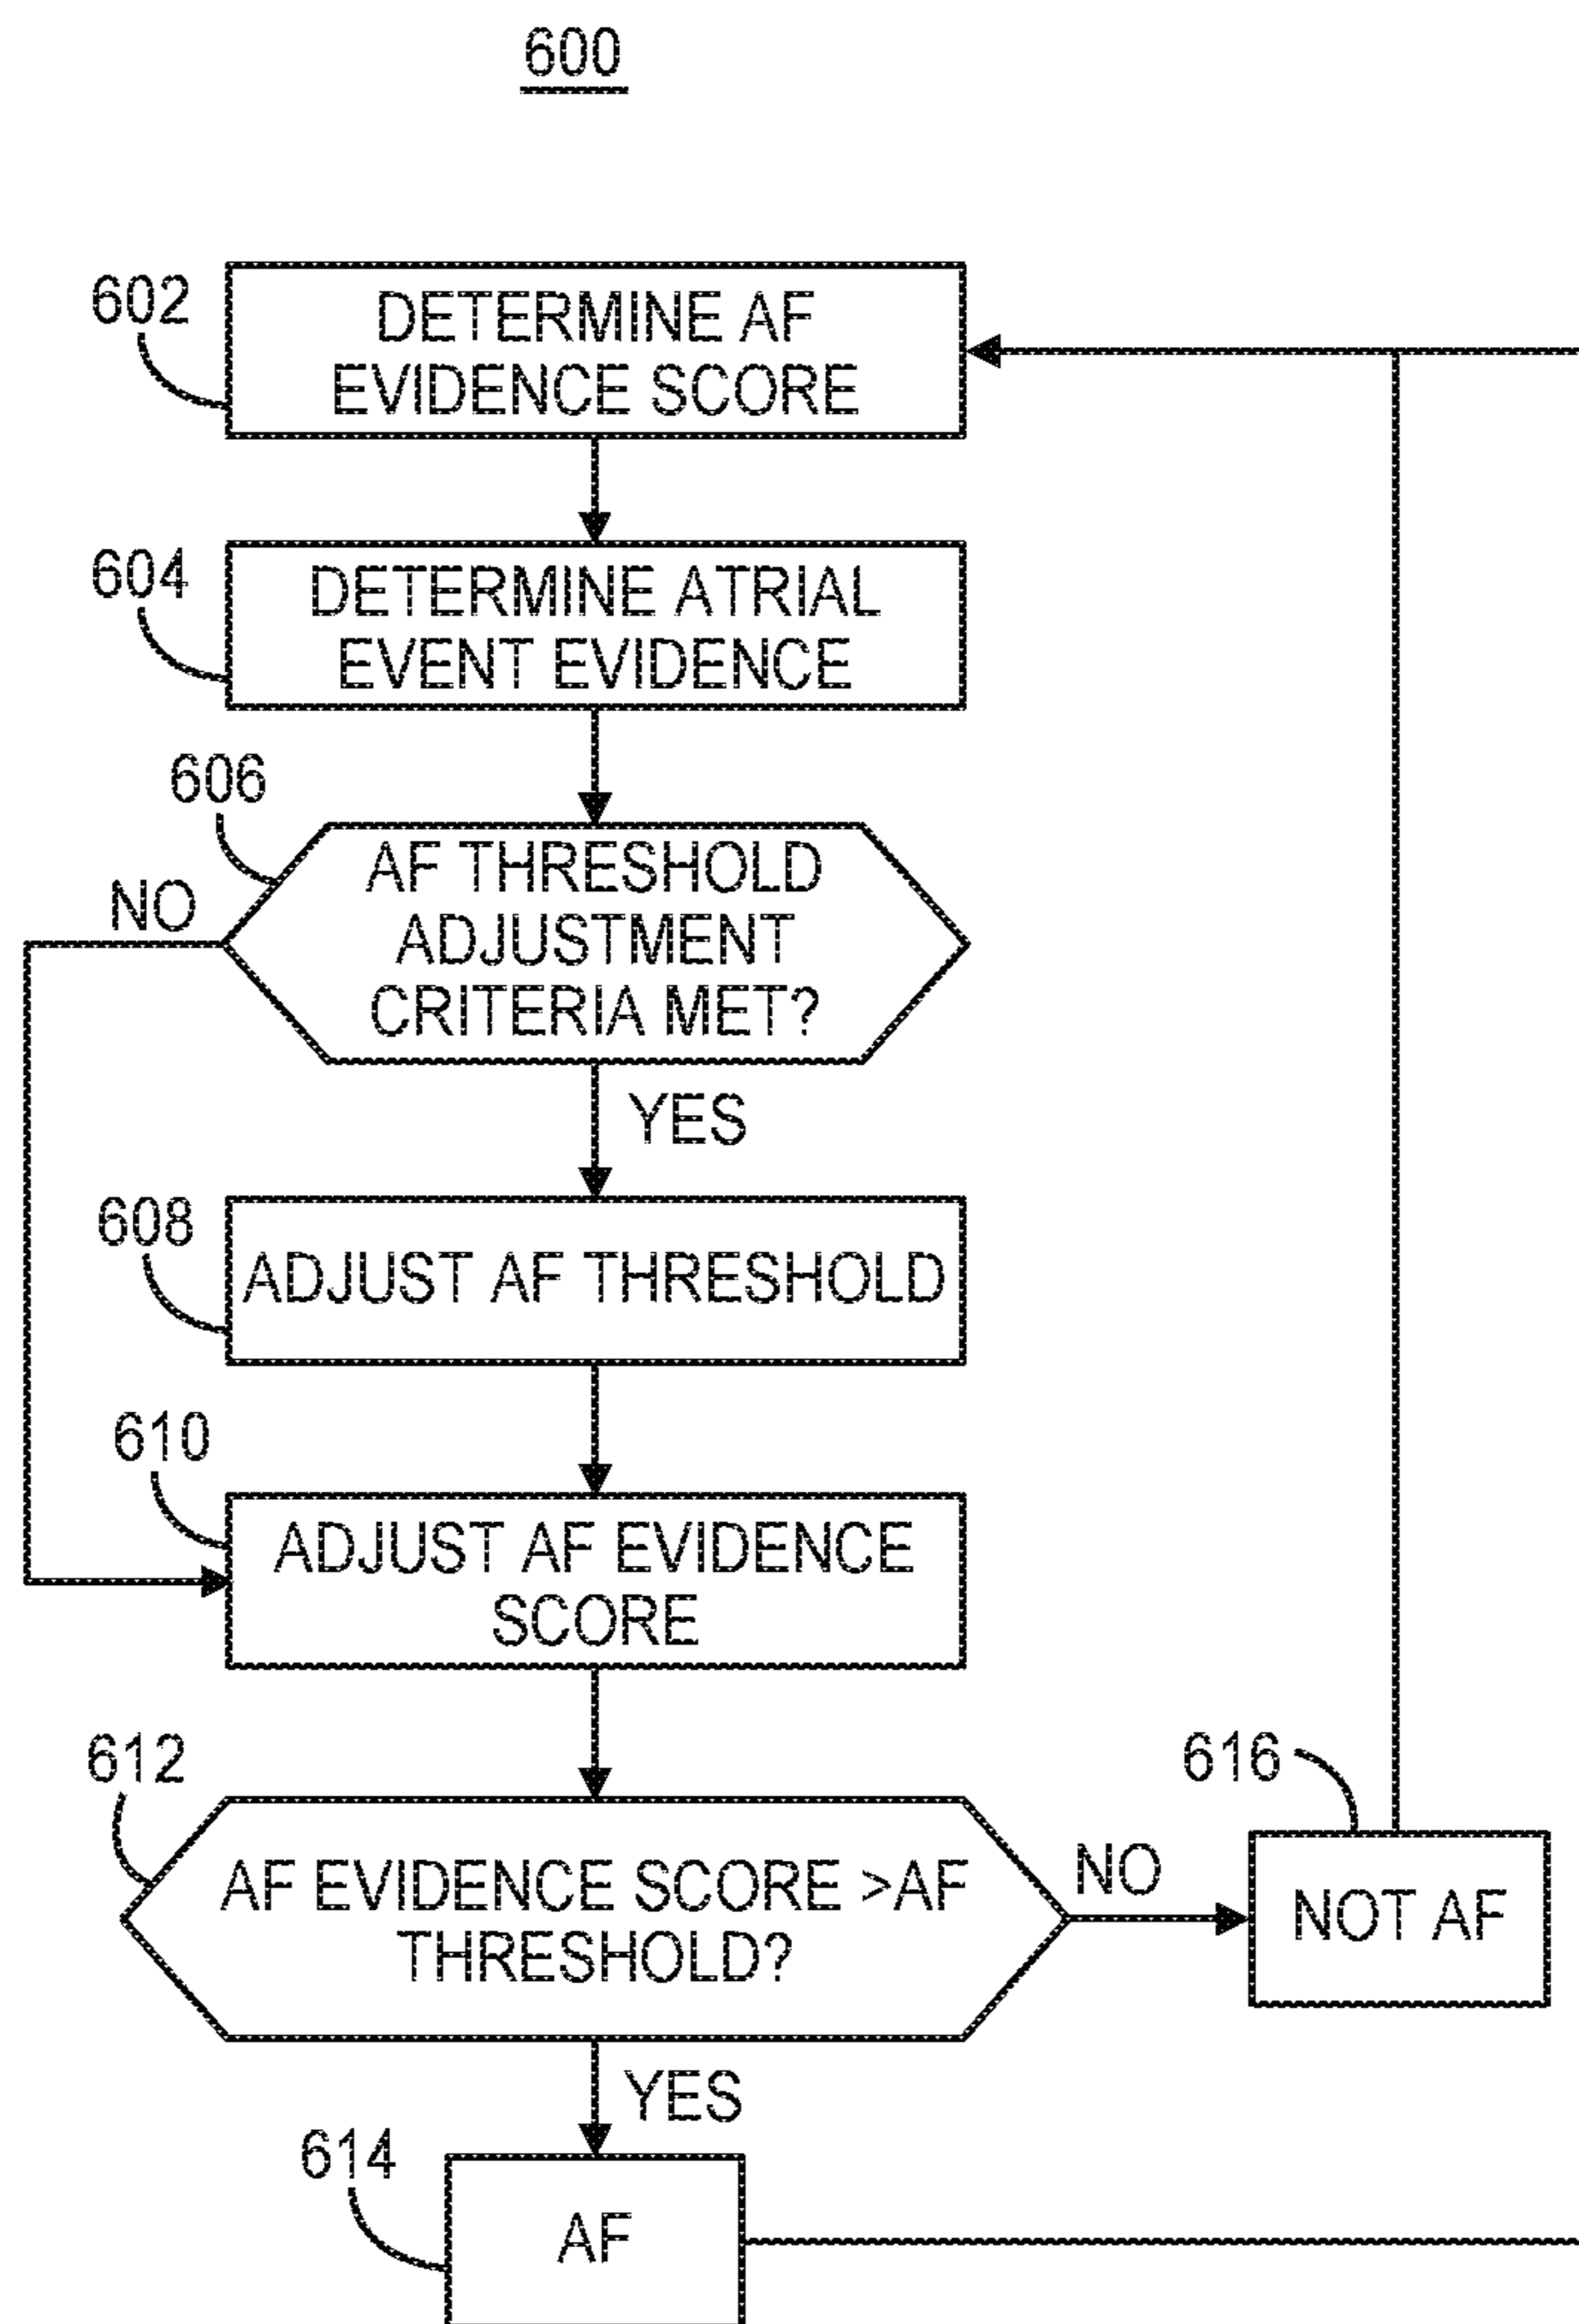 600
602
DETERMINE AF
EVIDENCE SCORE
604
DETERMINE ATRIAL
EVENT EVIDENCE
606
AF THRESHOLD
ADJUSTMENT
CRITERIA MET?
NO
YES
608
ADJUST AF THRESHOLD
610
ADJUST AF EVIDENCE
SCORE
612
AF EVIDENCE SCORE >AF
THRESHOLD?
NO
616
NOT AF
YES
614
AF